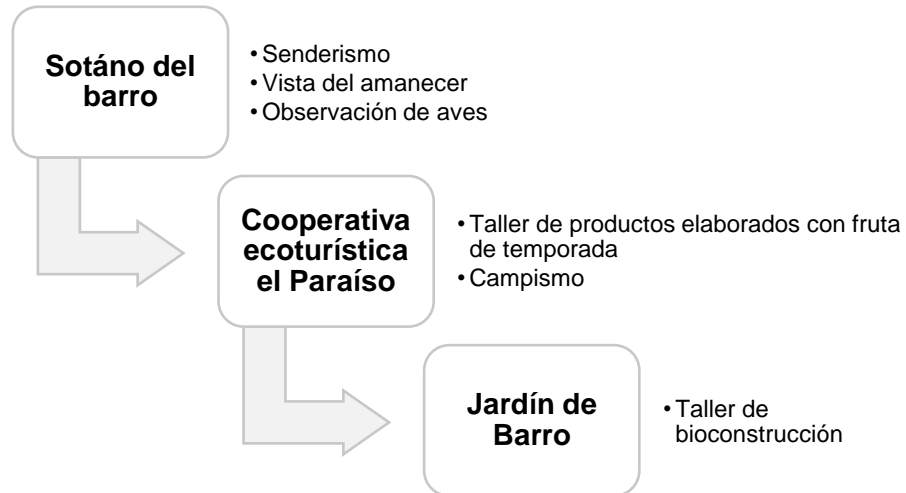 Sotáno del
barro
• Senderismo
• Vista del amanecer
• Observación de aves
Cooperativa
ecoturística
el Paraíso
• Taller de productos elaborados con fruta
de temporada
• Campismo
Jardín de
Barro
• Taller de
bioconstrucción